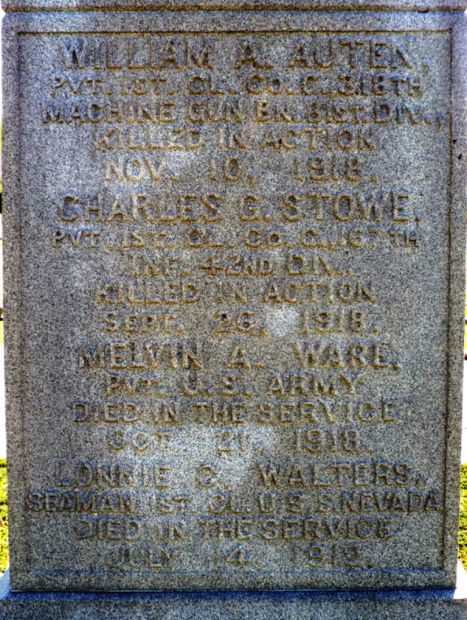 WILLIAM A. AUTEN,
PVT. 1ST. CL. CO. C. 318TH
MACHINE GUN BN. 81ST. DIV.,
KILLED IN ACTION
NOV. 10, 1918.
CHARLES G. STOWE,
PVT. 1ST. CL. CO. 167TH
INF. 42ND DIV.
KILLED IN ACTION
SEPT. 26, 1918.
MELVIN A. WARE,
PVT. U.S. ARMY
DIED IN THE SERVICE
OCT. 21, 1918.
LONNIE C. WALTERS,
SEAMAN 1ST CL. U.S.S. NEVADA
DIED IN THE SERVICE
JULY 14,